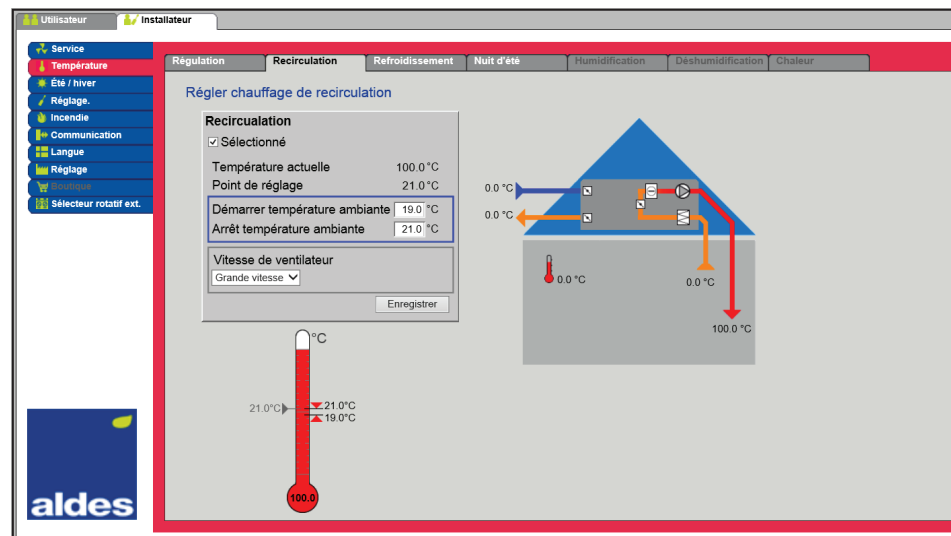 Utilisateur
Installateur
Service
Température
Été / hiver
Réglage.
Incendie
Communication
Langue
Réglage
Boutique
Sélecteur rotatif ext.
Régulation Recirculation Refroidissement Nuit d'été Humidification Déshumidification Chaleur
Régler chauffage de recirculation
Recircualation
Sélectionné
Température actuelle 100.0 °C
Point de réglage 21.0 °C
Démarrer température ambiante 19.0 °C
Arrêt température ambiante 21.0 °C
Vitesse de ventilateur
Grande vitesse
Enregistrer
°C
21.0°C 21.0°C
19.0°C
100.0
0.0 °C
0.0 °C
0.0 °C
0.0 °C
100.0 °C
aldes